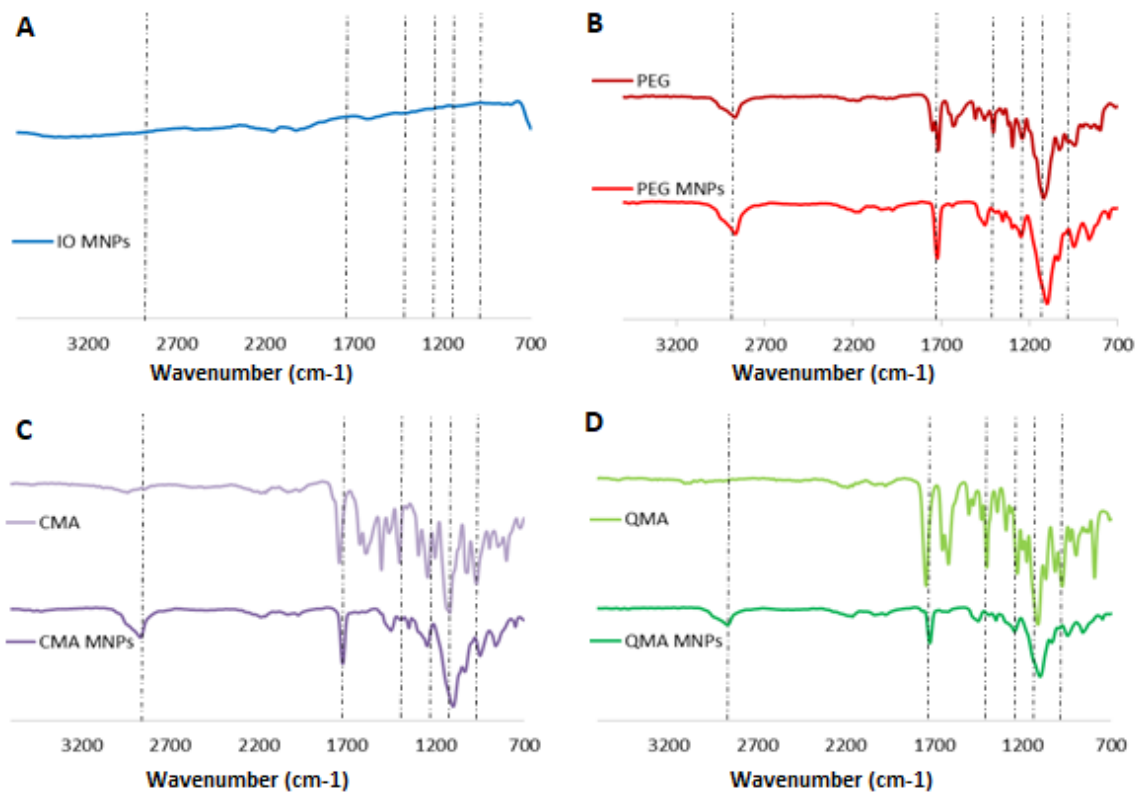 A
IO MNPs
3200 2700 2200 1700 1200 700
Wavenumber (cm-1)
B
PEG
PEG MNPs
3200 2700 2200 1700 1200 700
Wavenumber (cm-1)
C
CMA
CMA MNPs
3200 2700 2200 1700 1200 700
Wavenumber (cm-1)
D
QMA
QMA MNPs
3200 2700 2200 1700 1200 700
Wavenumber (cm-1)